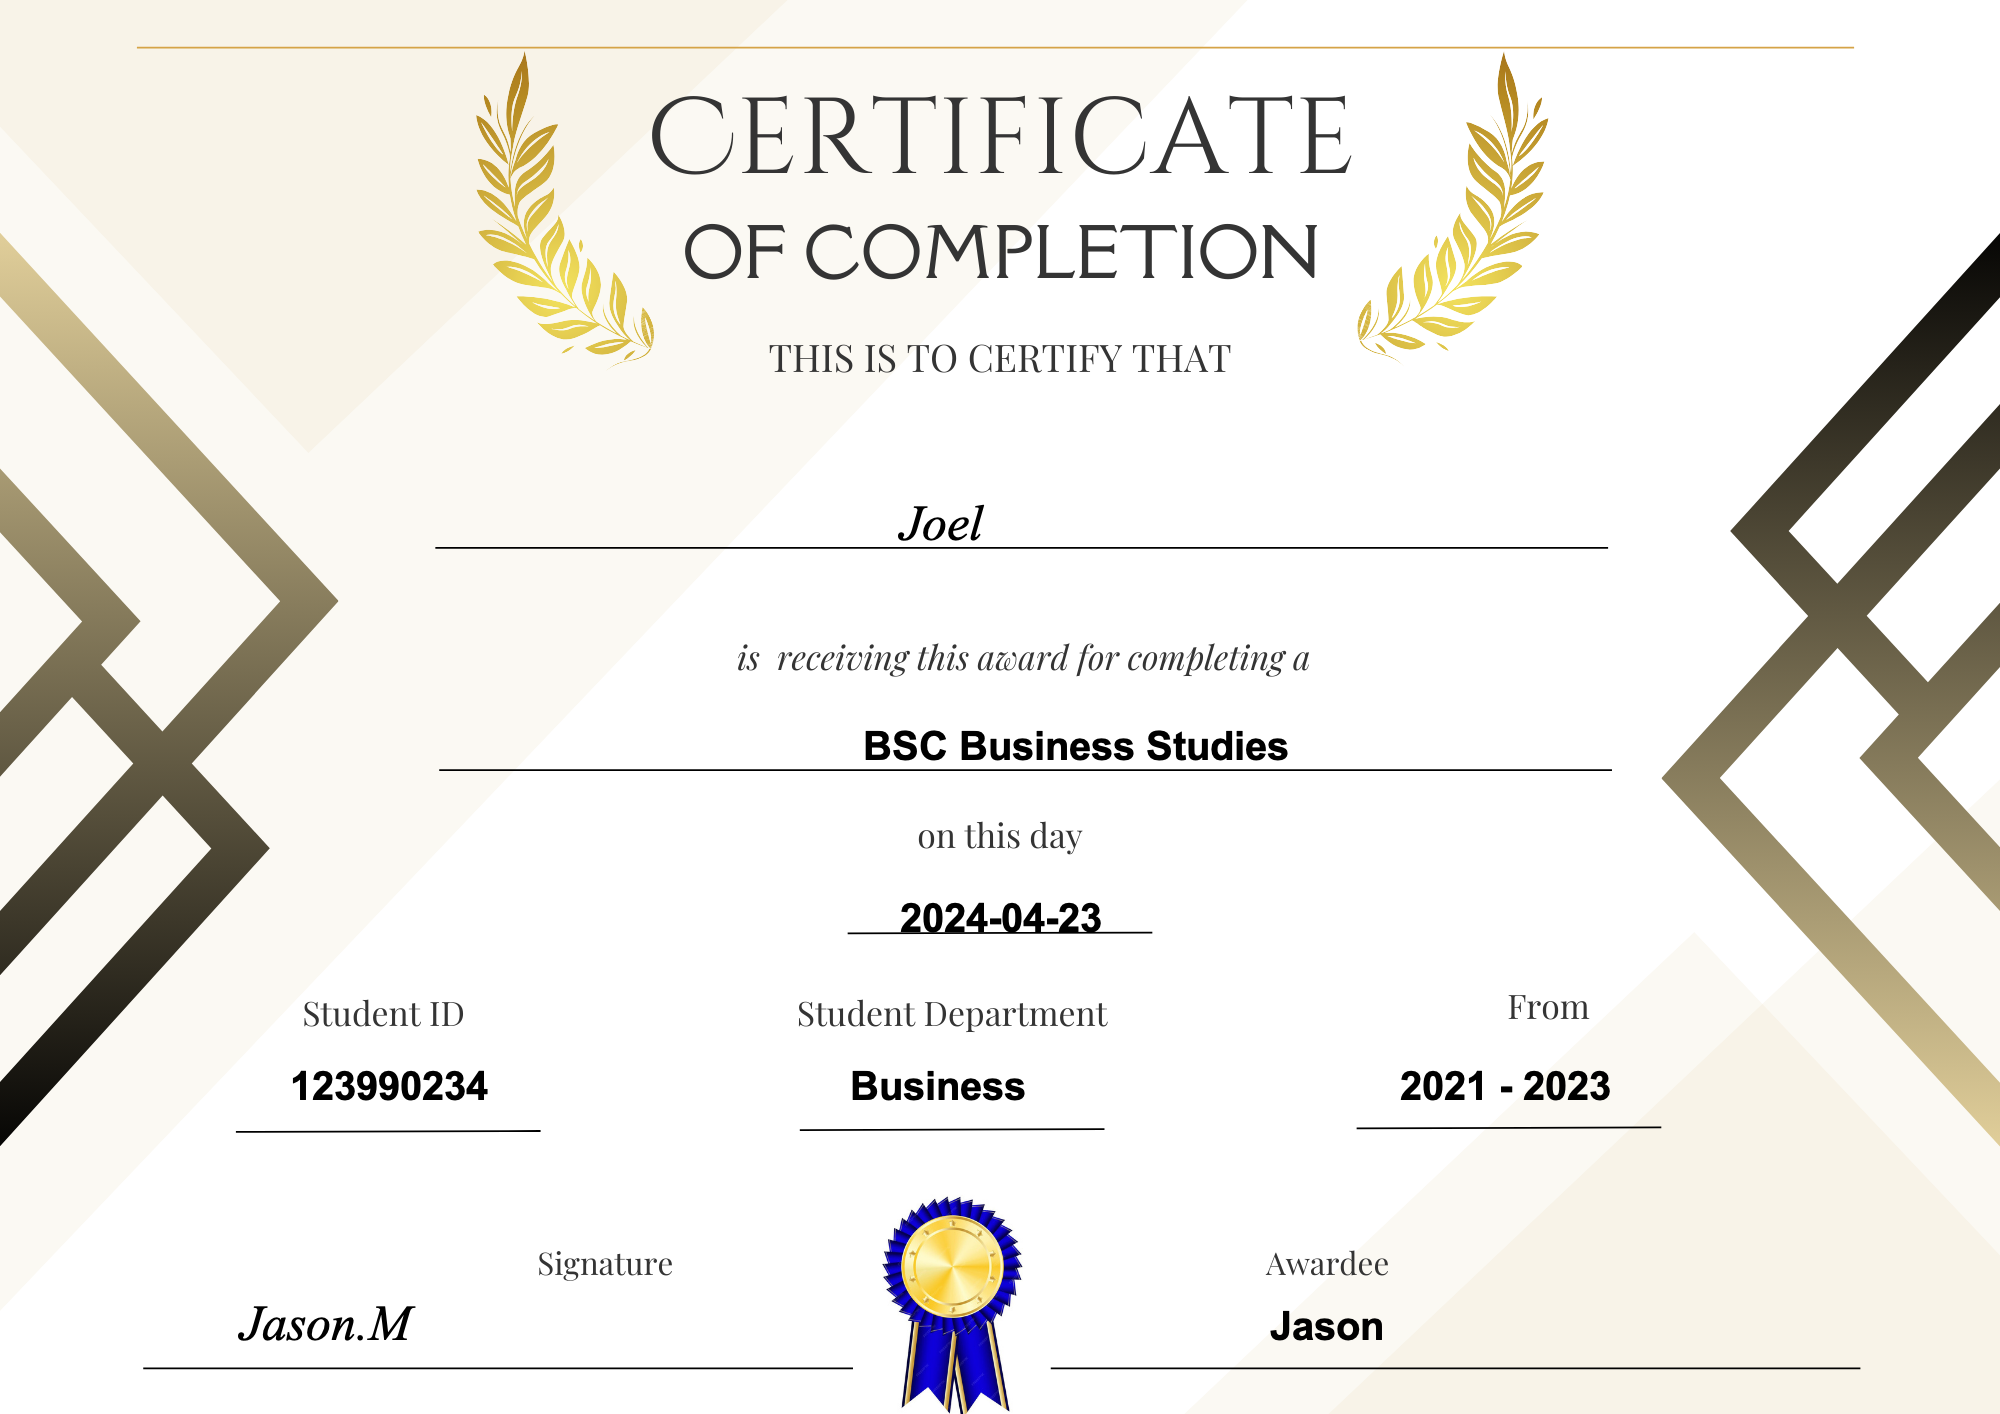 CERTIFICATE
OF COMPLETION
THIS IS TO CERTIFY THAT
Joel
is receiving this award for completing a
BSC Business Studies
on this day
2024-04-23
Student ID
Student Department
From
123990234
Business
2021 - 2023
Signature
Awardee
Jason.M
Jason